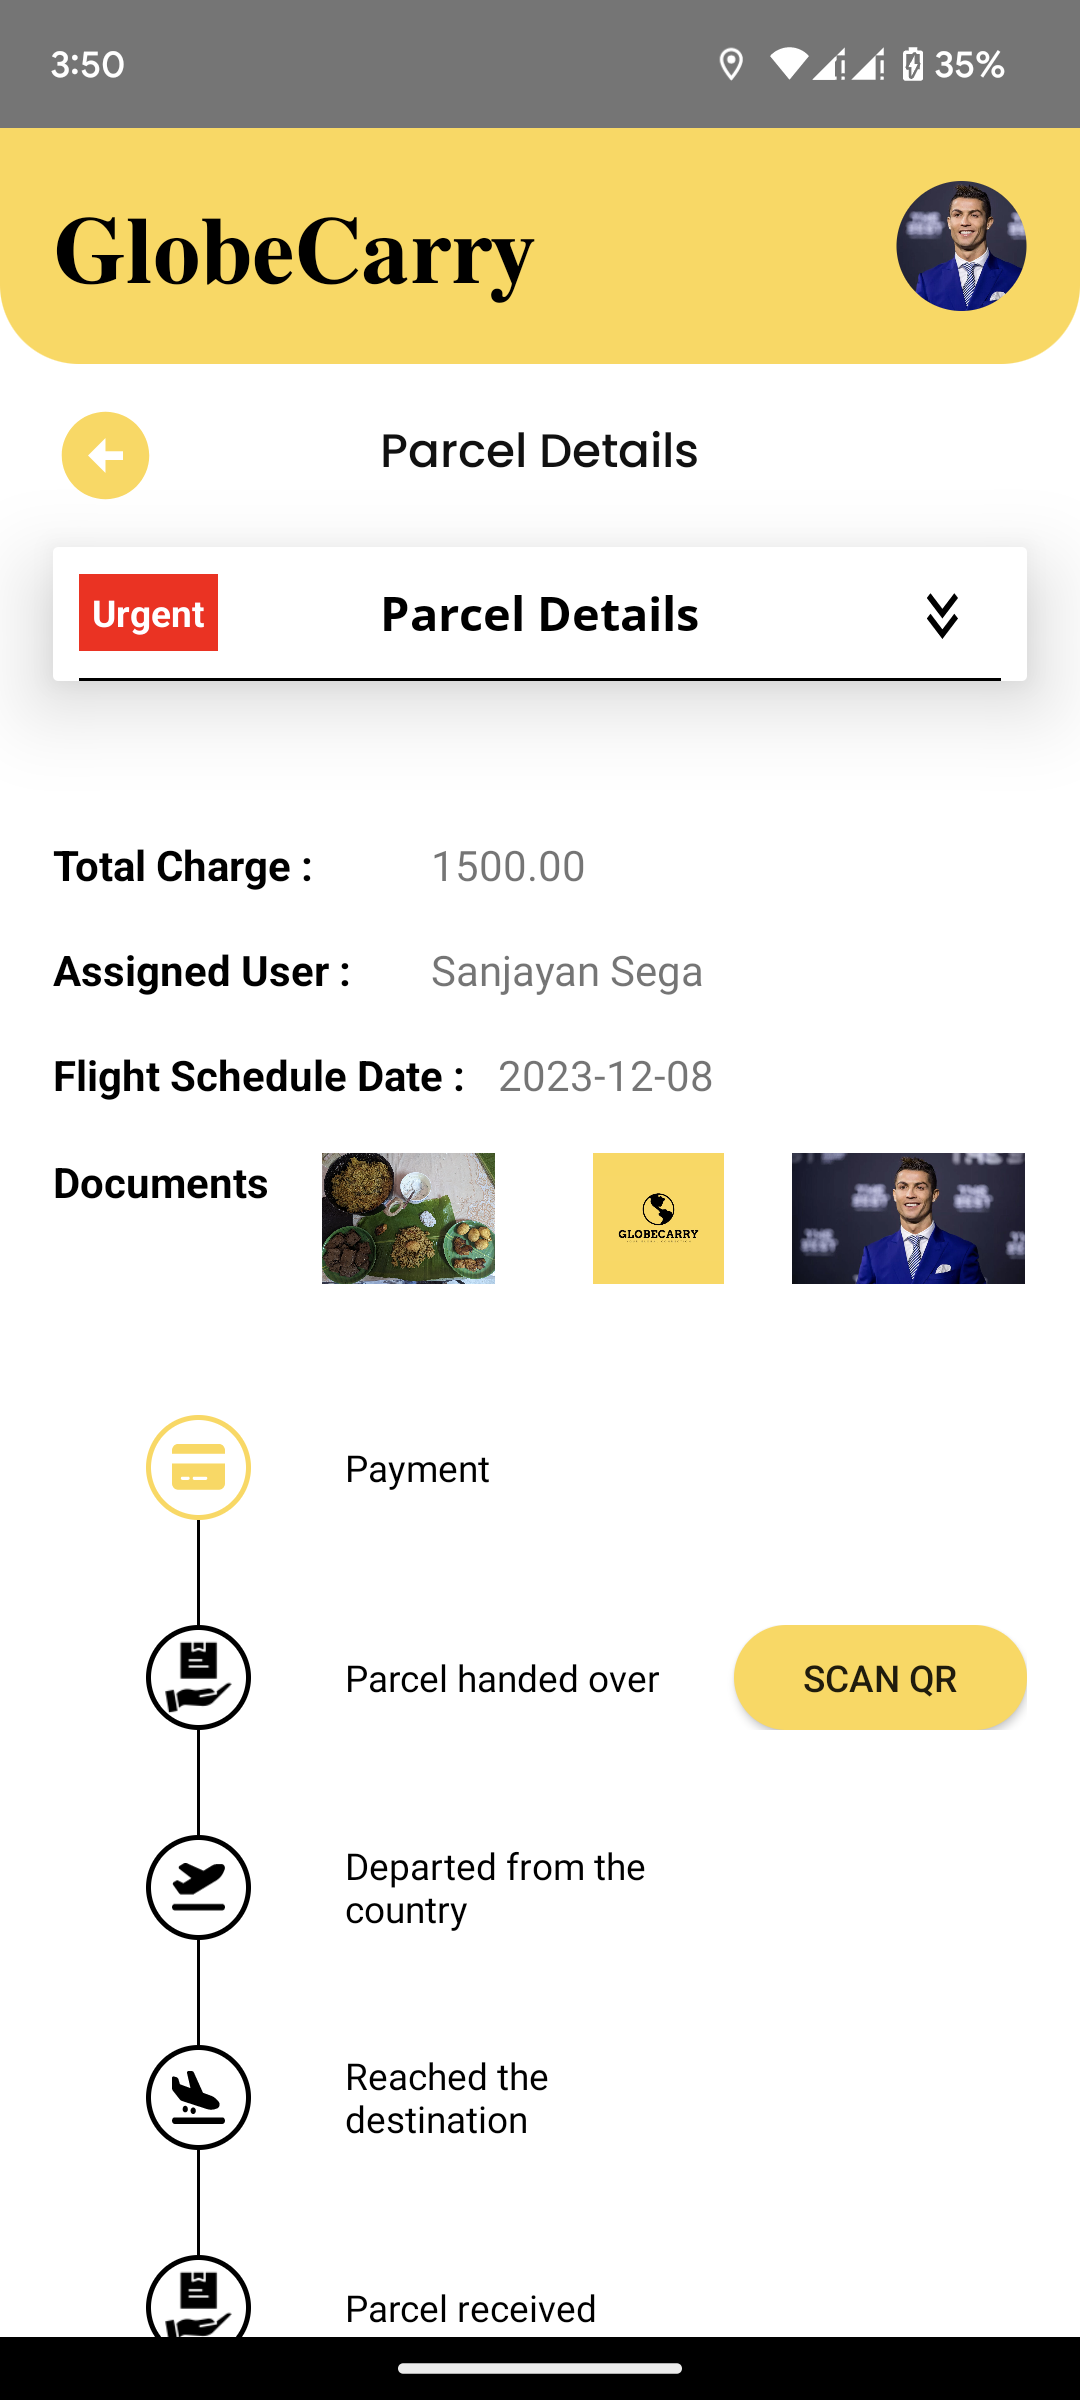 3:50
35%
GlobeCarry
Parcel Details
Urgent
Parcel Details
Total Charge :
1500.00
Assigned User :
Sanjayan Sega
Flight Schedule Date :
2023-12-08
Documents
GLOBECARRY
THE
BEST
Payment
Parcel handed over
SCAN QR
Departed from the
country
Reached the
destination
Parcel received